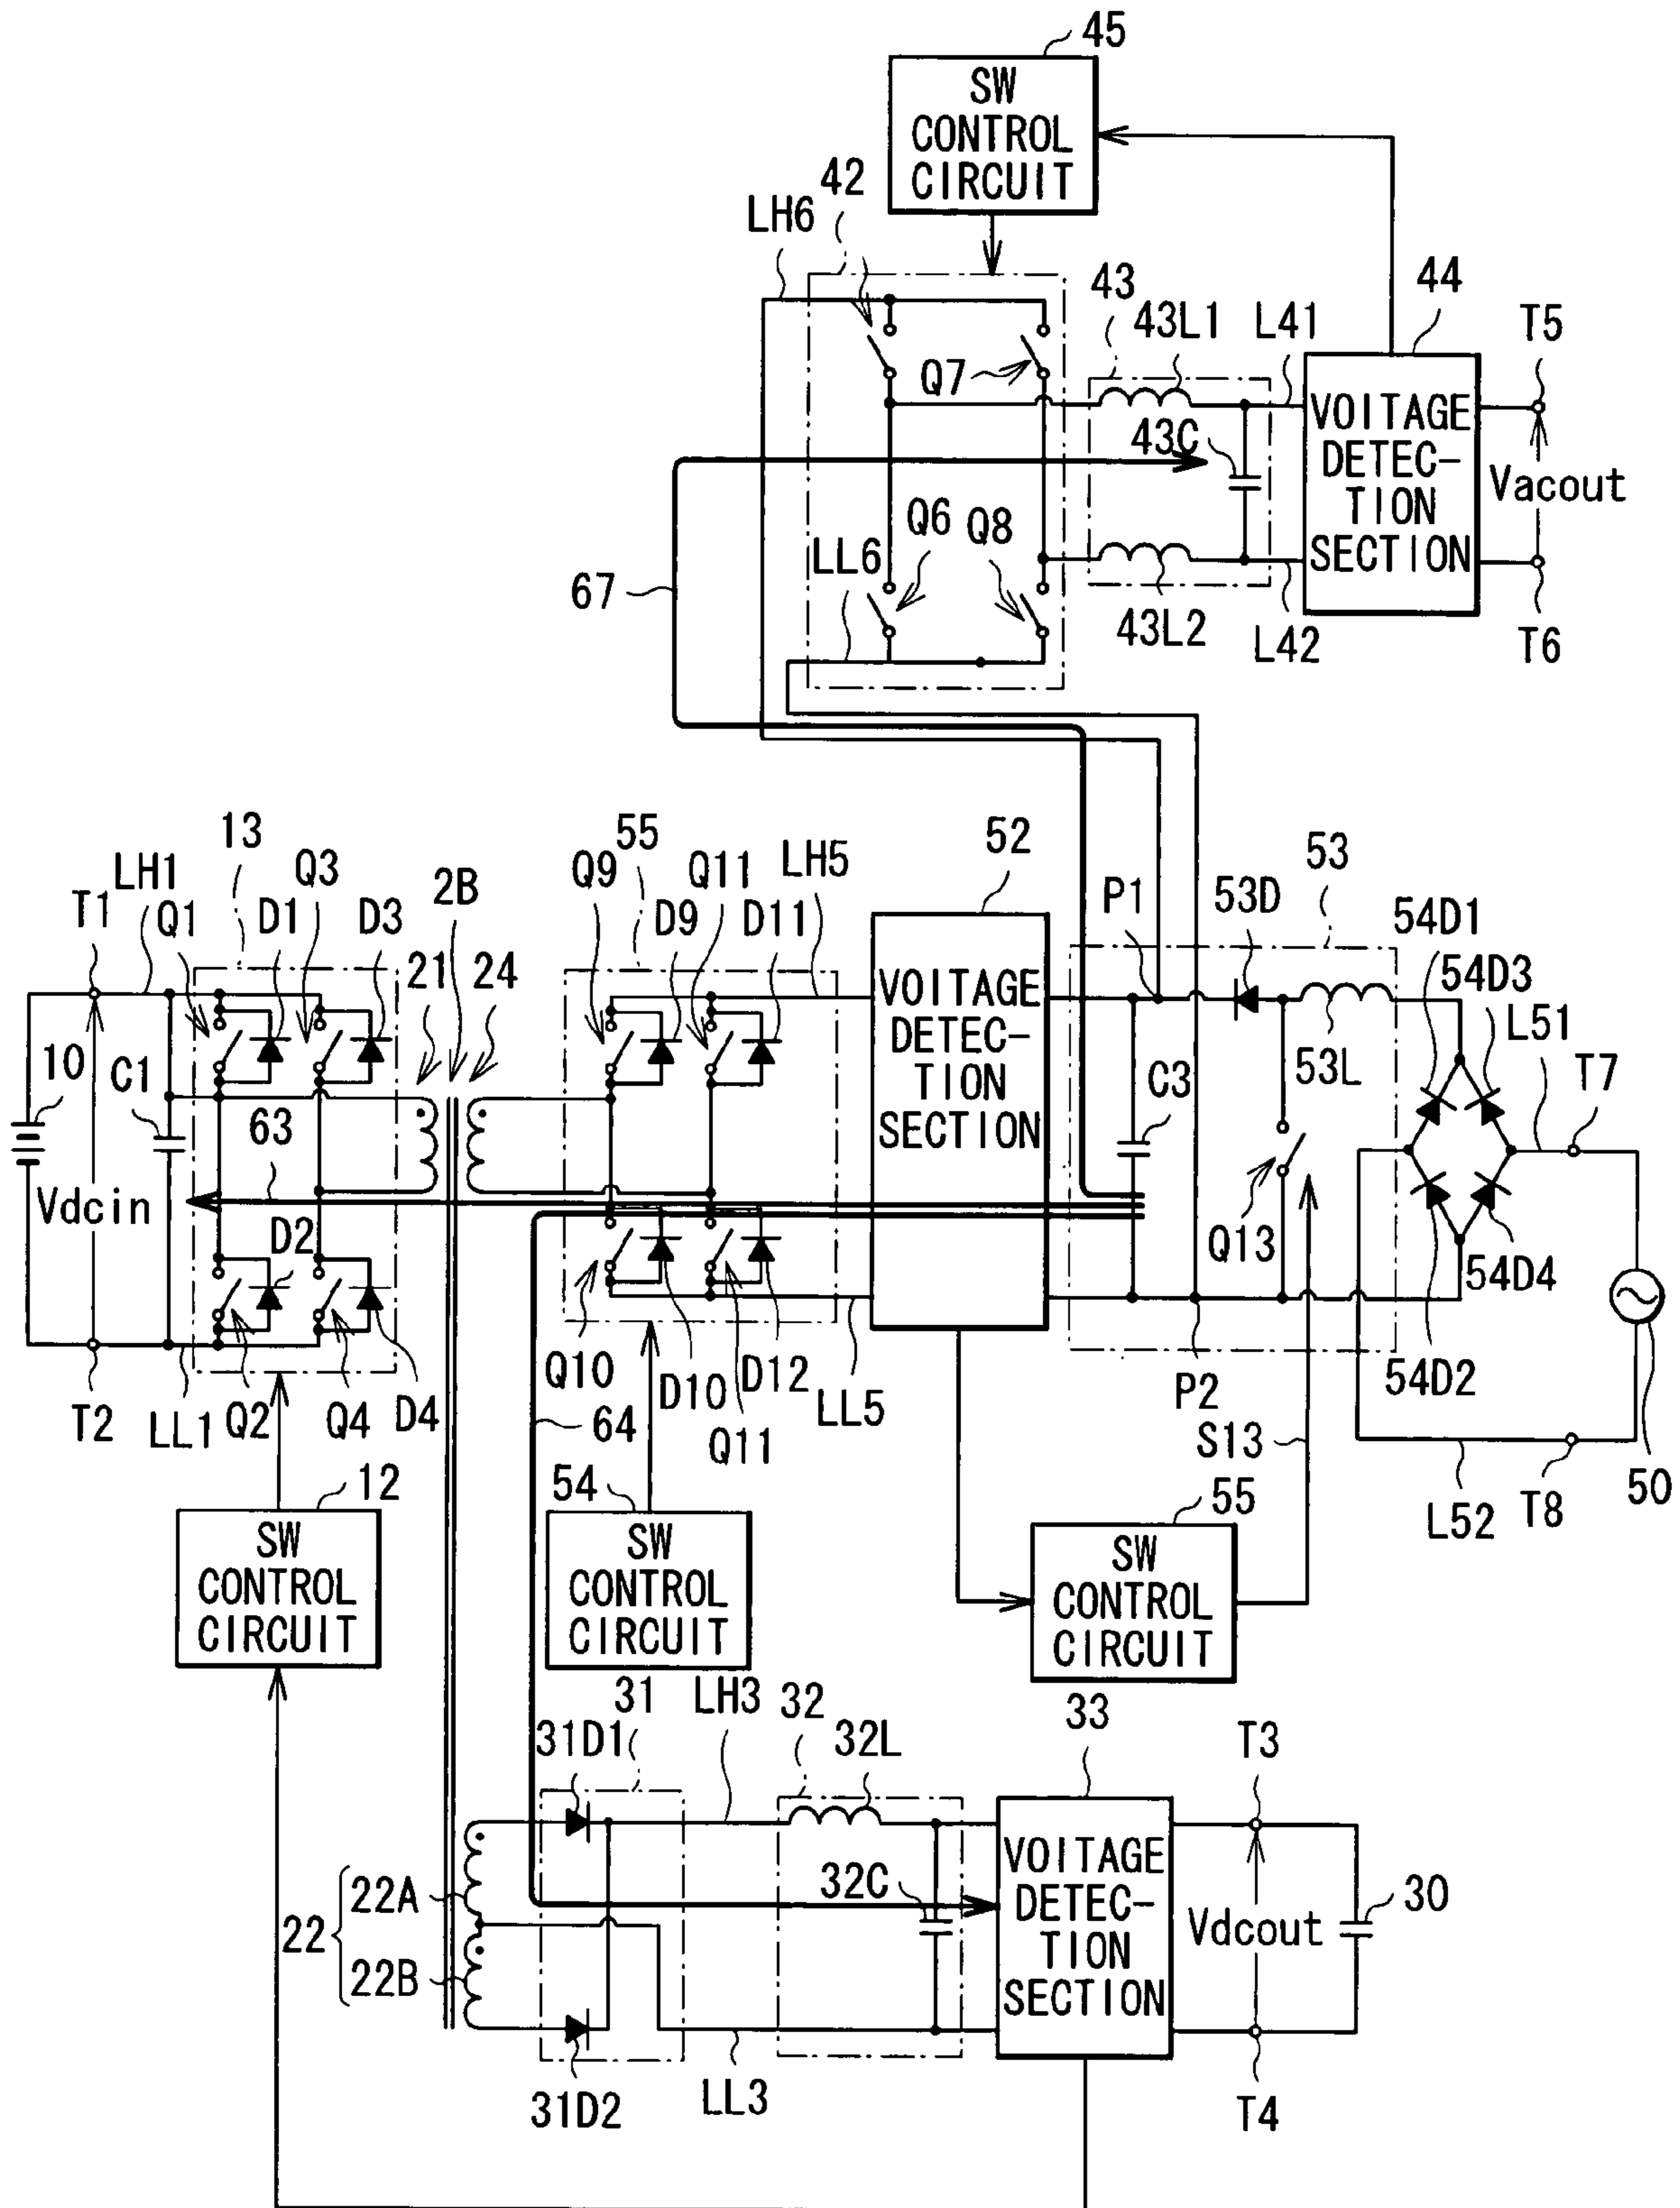 45
SW
CONTROL
CIRCUIT
42
LH6
43
43L1
L41
44
T5
Q7
VOITAGE
DETEC-
TION
SECTION
43C
Vacout
Q6
Q8
LL6
67
43L2
L42
T6
13
55
52
53
LH1
Q3
2B
Q9
Q11
LH5
P1
53D
54D1
T1
Q1
D1
D3
21
24
D9
D11
54D3
L51
VOITAGE
DETEC-
TION
SECTION
10
C1
C3
53L
T7
63
Vdcin
D2
Q13
54D4
Q10
D10
D12
LL5
P2
54D2
T2
LL1
Q2
Q4
D4
64
Q11
S13
12
54
55
L52
T8
50
SW
CONTROL
CIRCUIT
SW
CONTROL
CIRCUIT
SW
CONTROL
CIRCUIT
31
LH3
32
33
31D1
32L
T3
VOITAGE
DETEC-
TION
SECTION
22
22A
32C
30
Vdcout
22B
31D2
LL3
T4